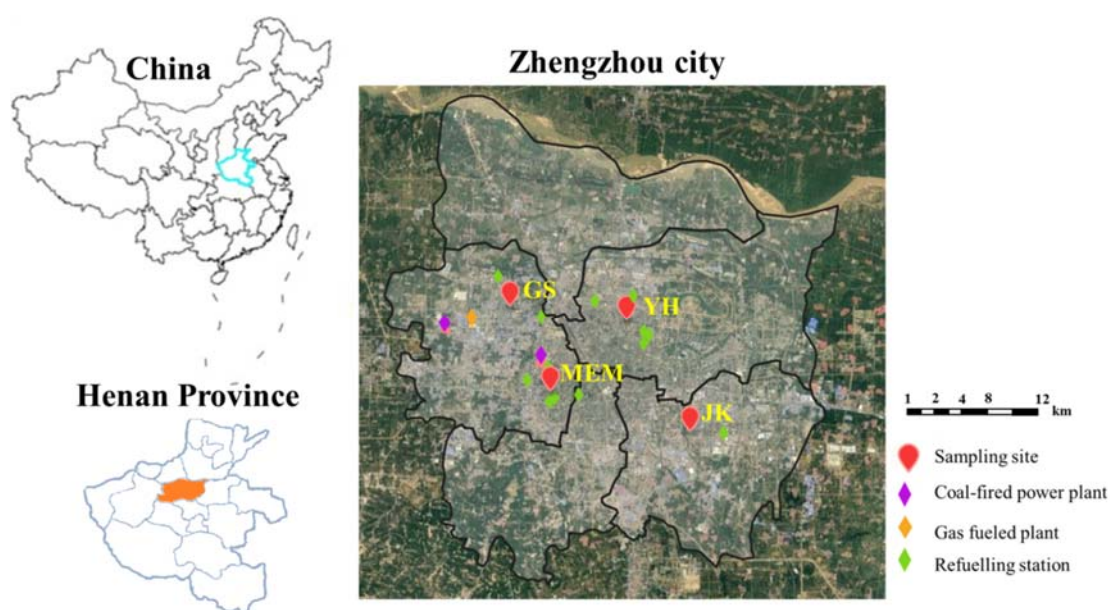 China
Zhengzhou city
GS
YH
MEM
JK
Henan Province
1 2 4 8 12
km
Sampling site
Coal-fired power plant
Gas fueled plant
Refuelling station